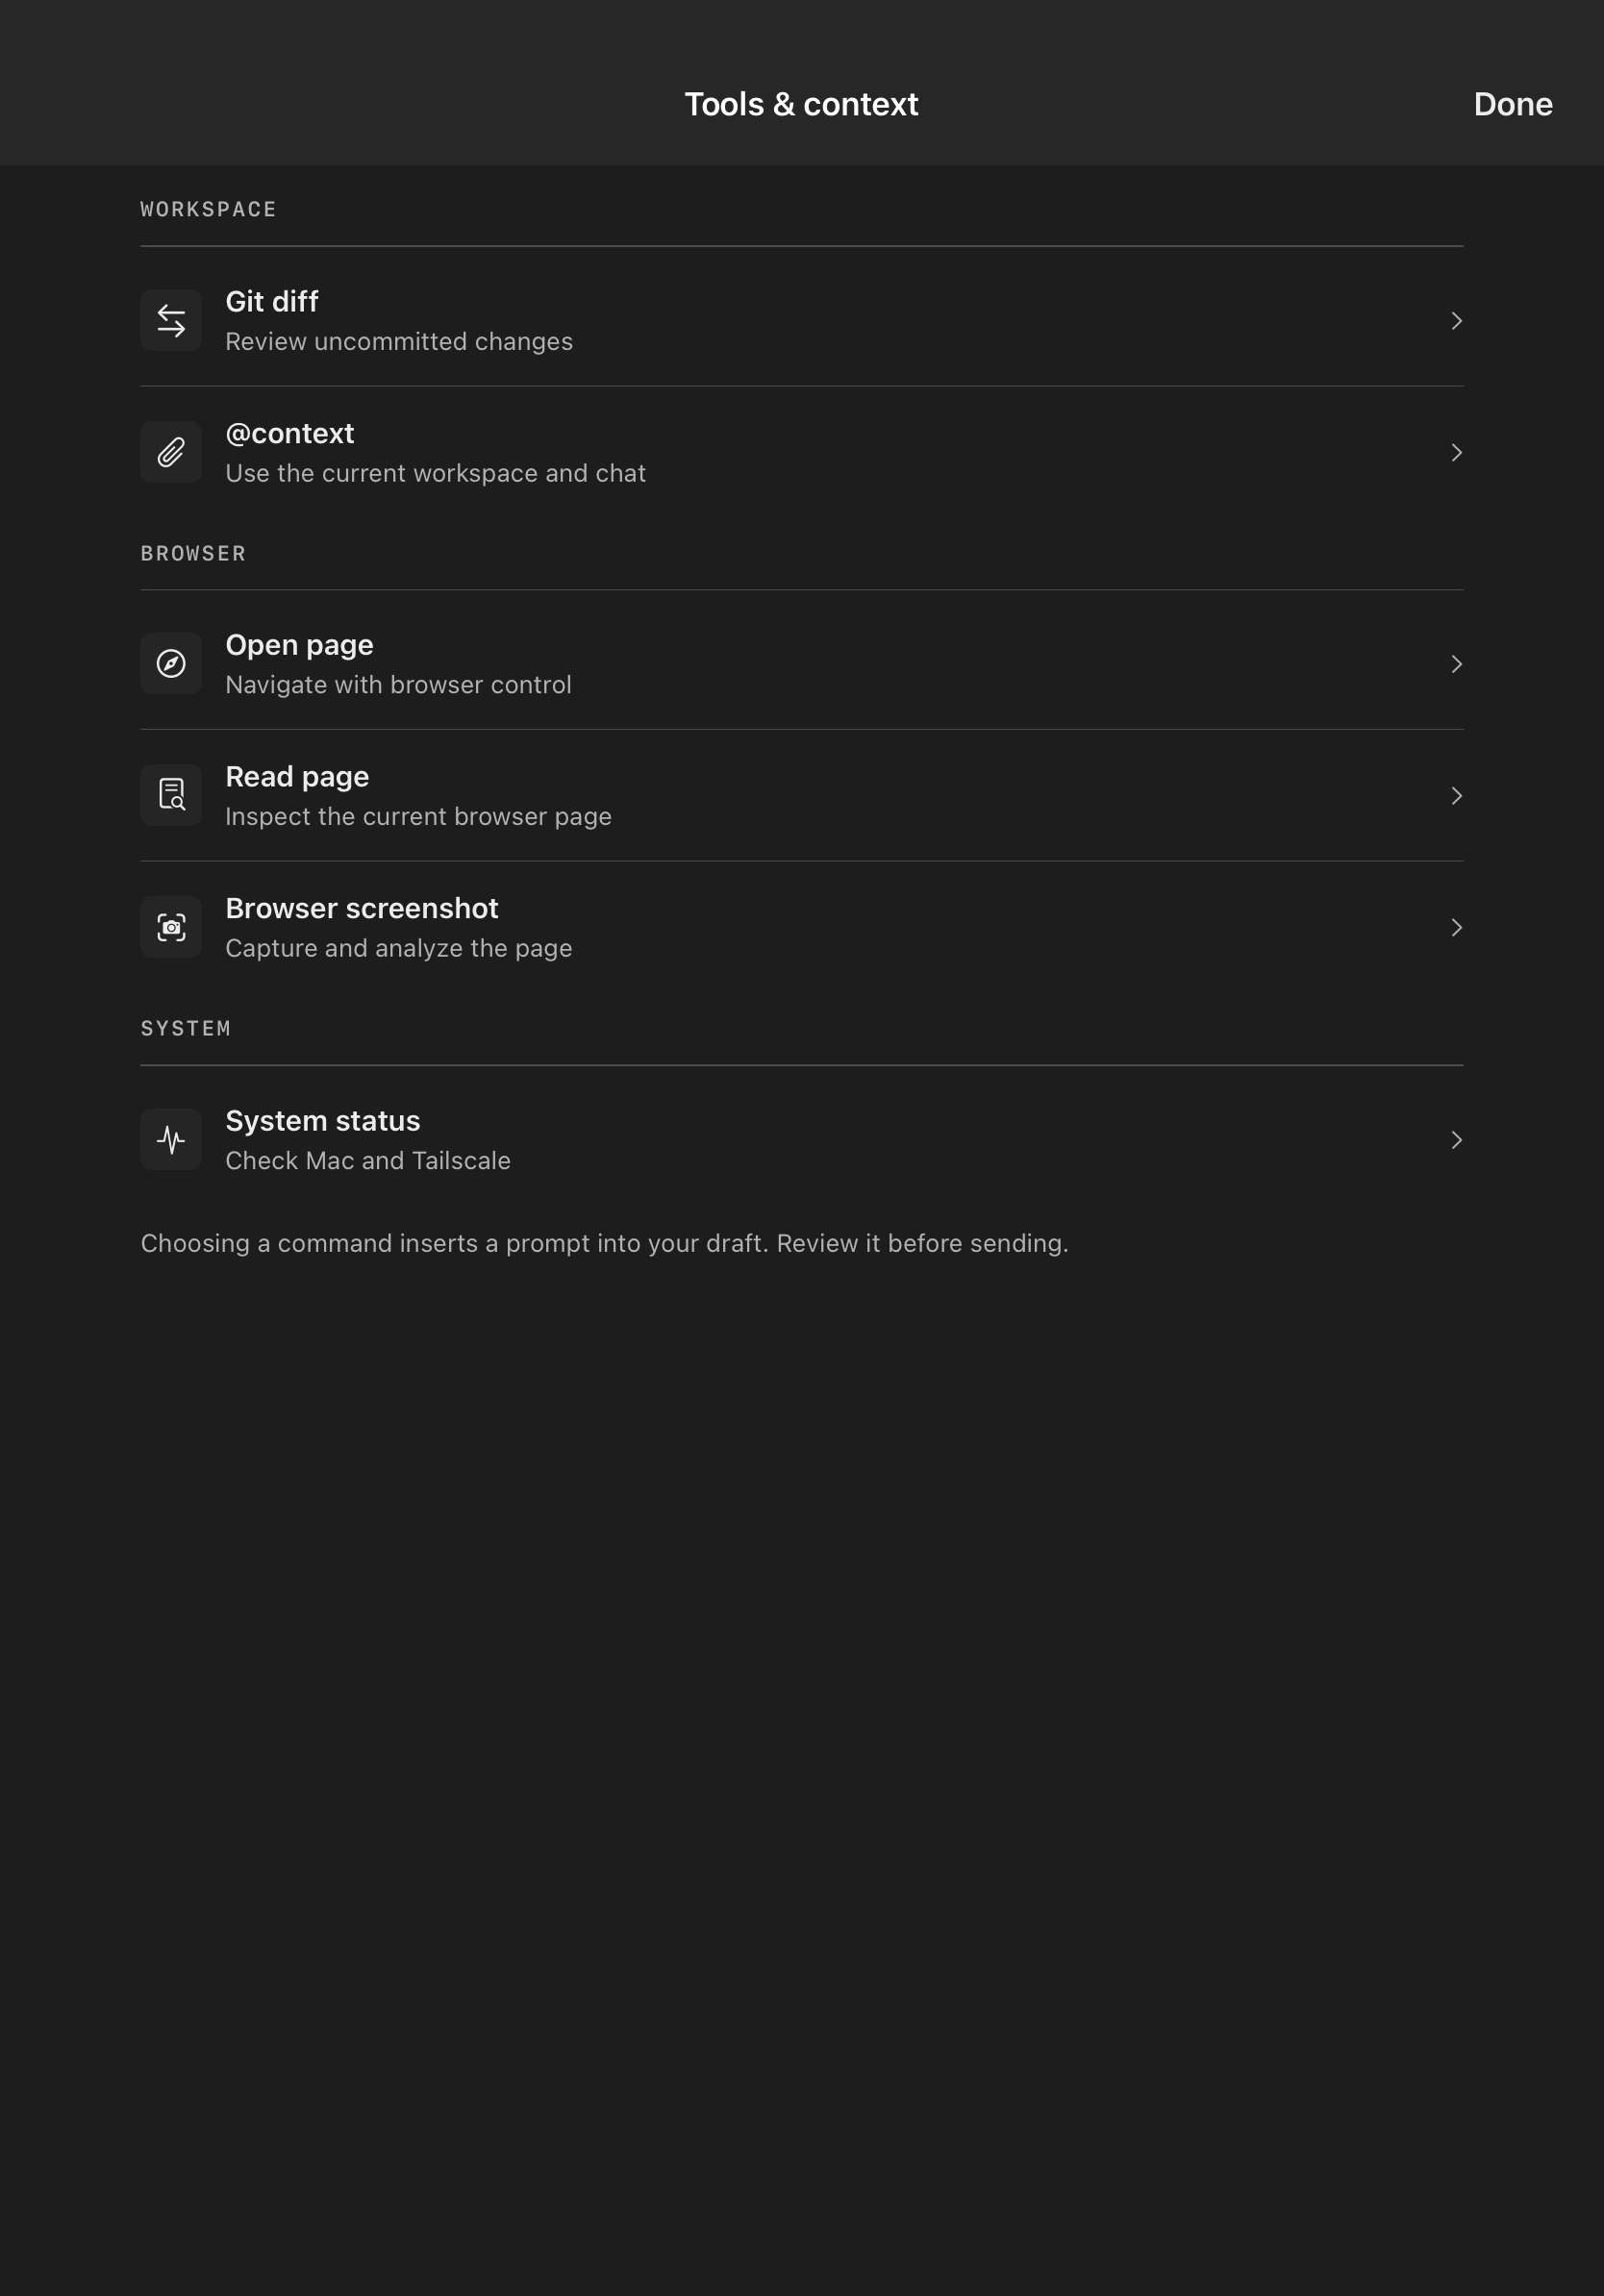 Tools & context
Done
WORKSPACE
Git diff
Review uncommitted changes
@context
Use the current workspace and chat
BROWSER
Open page
Navigate with browser control
Read page
Inspect the current browser page
Browser screenshot
Capture and analyze the page
SYSTEM
System status
Check Mac and Tailscale
Choosing a command inserts a prompt into your draft. Review it before sending.